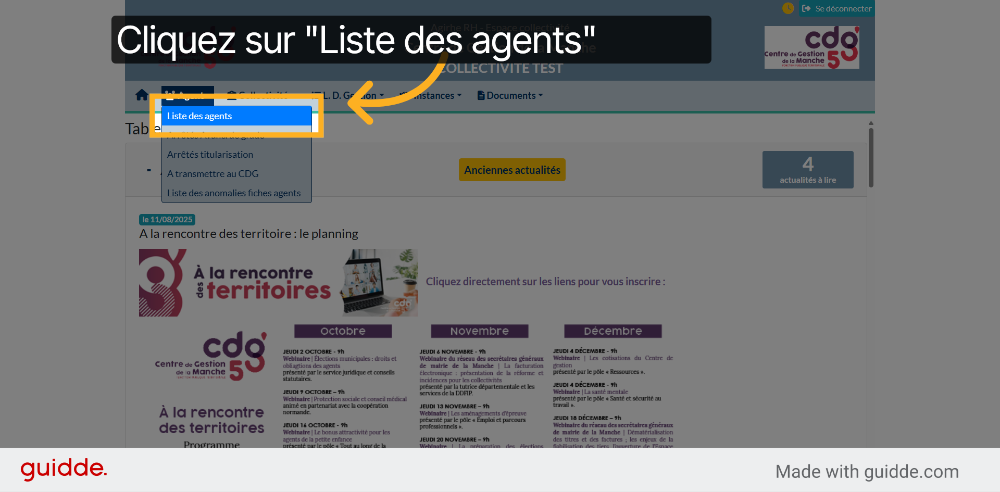 Se déconnecter
Agirhe RH - Espace collectivité
Cliquez sur "Liste des agents"
COLLECTIVITE TEST
cdg
Centre de Gestion
de la Manche
50
FONCTION PUBLIQUE TERRITORIALE
L. D. Gestion
Instances
Documents
Liste des agents
Arrêtés titularisation
A transmettre au CDG
Liste des anomalies fiches agents
Anciennes actualités
4
actualités à lire
le 11/08/2025
A la rencontre des territoire : le planning
À la rencontre
des territoires
cdg
Cliquez directement sur les liens pour vous inscrire :
cdg
Centre de Gestion
de la Manche
50
FONCTION PUBLIQUE TERRITORIALE
À la rencontre
des territoires
Programme
Octobre
JEUDI 2 OCTOBRE - 9h
Webinaire | Élections municipales : droits et
obliagtions des agents
présenté par le service juridique et conseils
statutaires.
JEUDI 9 OCTOBRE – 9h
Webinaire | Protection sociale et conseil médical
animé en partenariat avec la coopération
normande.
JEUDI 16 OCTOBRE - 9h
Webinaire | Le bonus attractivité pour les
agents de la petite enfance
présenté par le pôle « Tout au long de la
Novembre
JEUDI 6 NOVEMBRE - 9h
Webinaire du réseau des secrétaires généraux
de mairie de la Manche | La facturation
électronique : présentation de la réforme et
incidences pour les collectivités
présenté par la tutrice départementale et les
services de la DDFIP.
JEUDI 13 NOVEMBRE – 9h
Webinaire | Les aménagements d'épreuve
présenté par le pôle « Emploi et parcours
professionnels ».
JEUDI 20 NOVEMBRE - 9h
Webinaire | La préparation des élections
Décembre
JEUDI 4 DÉCEMBRE - 9h
Webinaire | Les cotisations du Centre de
gestion
présenté par le pôle « Ressources ».
JEUDI 4 DÉCEMBRE - 9h
Webinaire | La santé mentale
présenté par le pôle « Santé et sécurité au
travail ».
JEUDI 18 DÉCEMBRE – 9h
Webinaire du réseau des secrétaires généraux
de mairie de la Manche | Dématérialisation
des titres et des factures ; les enjeux de la
fiabilisation des tiers, l'ouverture de l'Espace
guidde.
Made with guidde.com